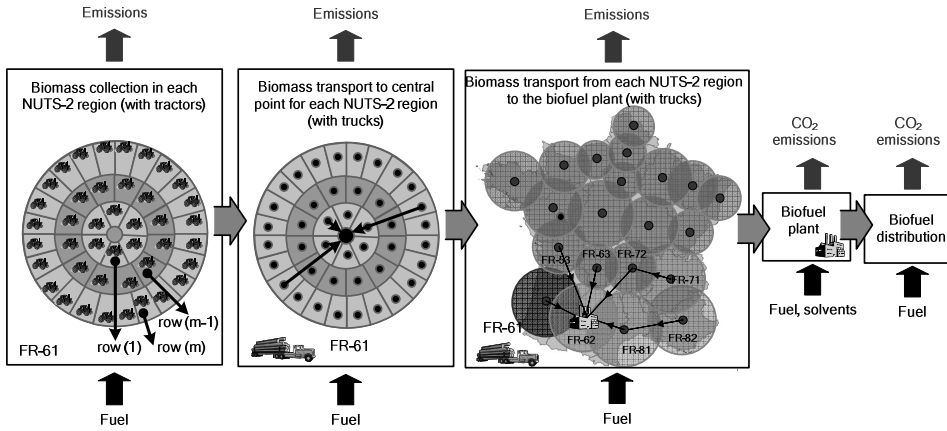 Emissions
Emissions
Emissions
Biomass collection in each
NUTS-2 region (with tractors)
row (m-1)
row (1)
row (m)
FR-61
Fuel
Biomass transport to central
point for each NUTS-2 region
(with trucks)
FR-61
Fuel
Biomass transport from each NUTS-2 region
to the biofuel plant (with trucks)
FR-53
FR-63
FR-72
FR-71
FR-61
FR-62
FR-81
FR-82
Fuel
CO2
emissions
Biofuel
plant
Fuel, solvents
CO2
emissions
Biofuel
distribution
Fuel